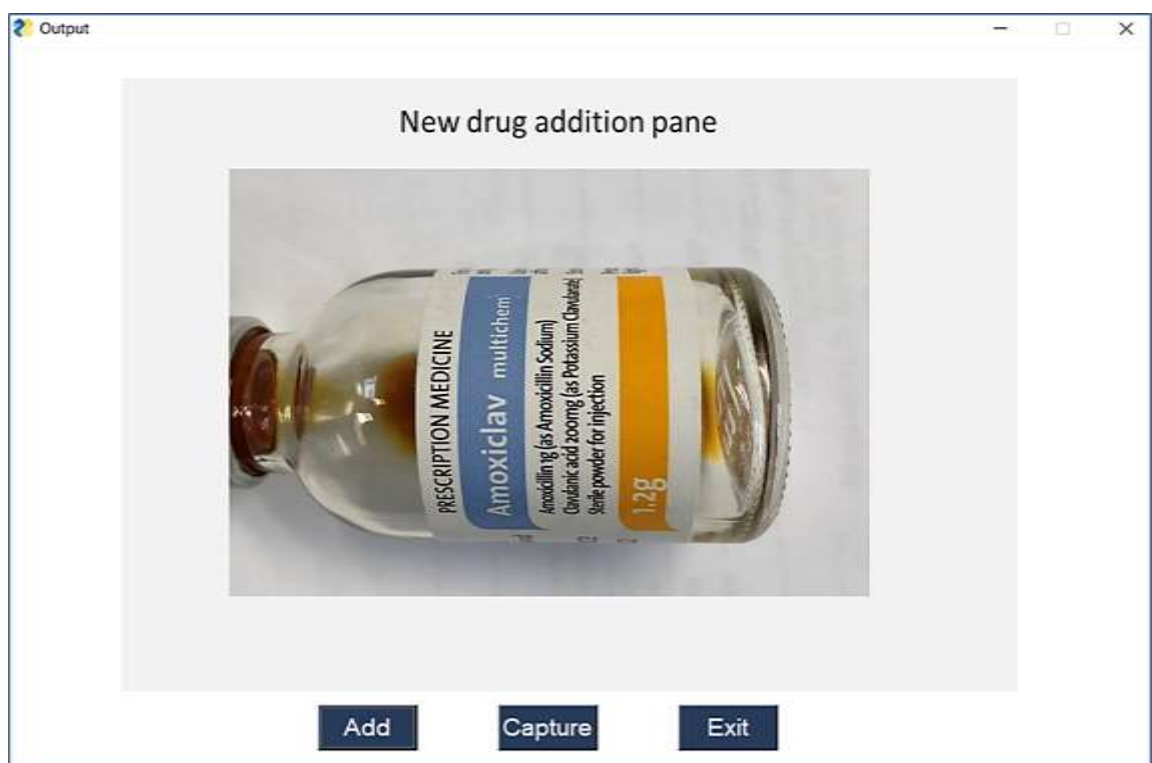 Output
New drug addition pane
PRESCRIPTION MEDICINE
Amoxiclav multichem
Amoxicillin 1g (as Amoxicillin Sodium)
Clavulanic acid 200mg (as Potassium Clavulanate)
Sterile powder for injection
1.2g
Add
Capture
Exit